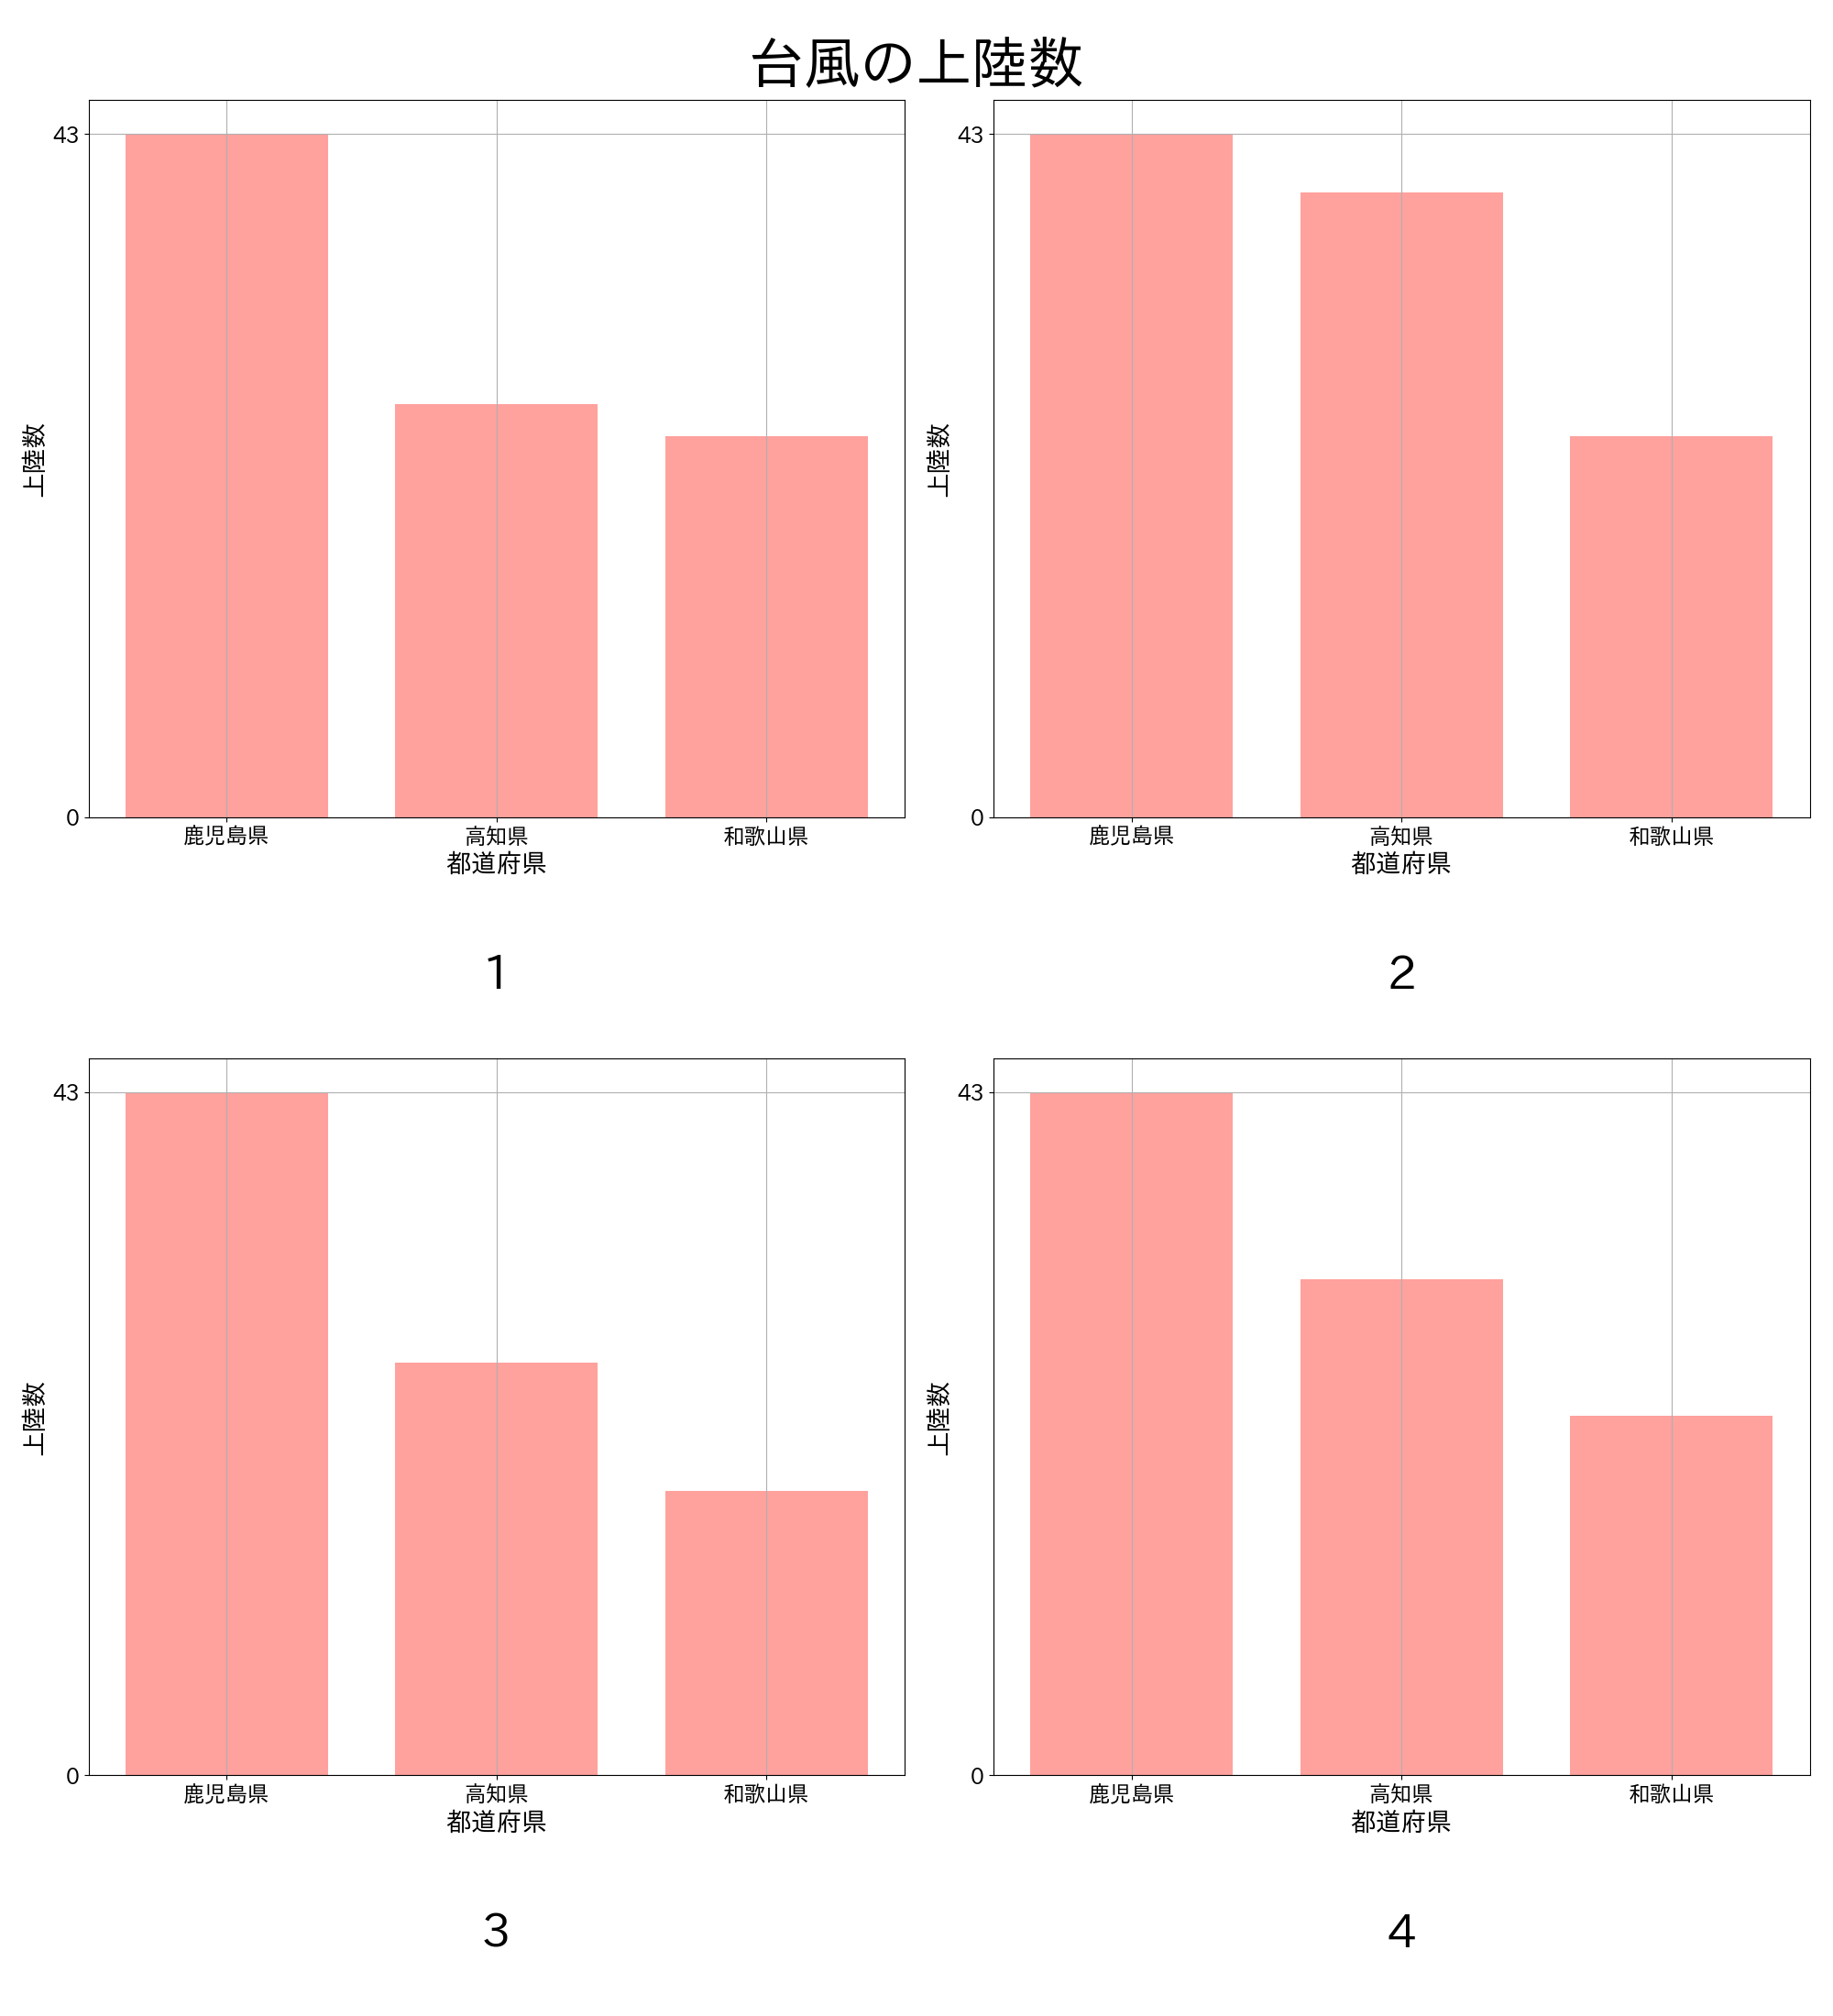 台風の上陸数
43
0
上陸数
鹿児島県 高知県 和歌山県
都道府県
1
43
0
上陸数
鹿児島県 高知県 和歌山県
都道府県
2
43
0
上陸数
鹿児島県 高知県 和歌山県
都道府県
3
43
0
上陸数
鹿児島県 高知県 和歌山県
都道府県
4